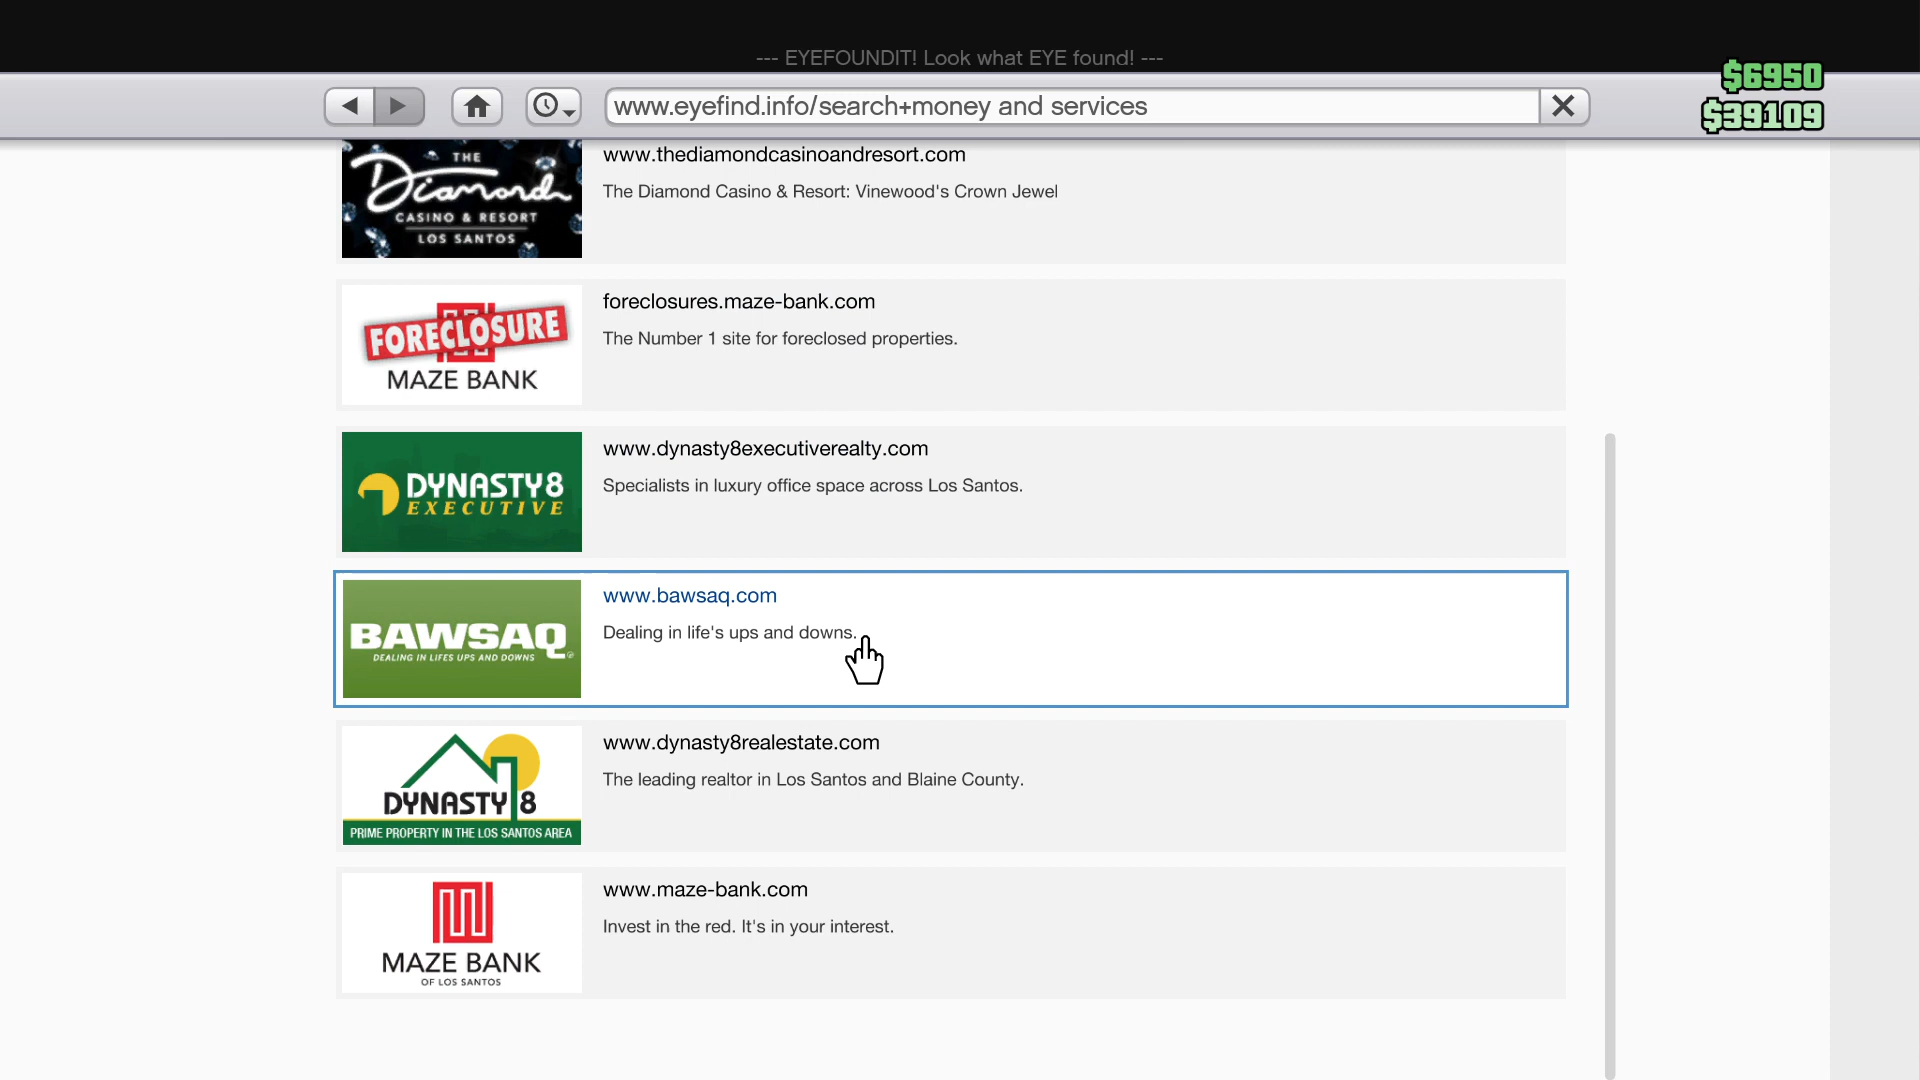 --- EYEFOUNDIT! Look what EYE found! ---
$6950
www.eyefind.info/search+money and services
$39109
THE
Diamond
CASINO & RESORT
LOS SANTOS
www.thediamondcasinoandresort.com
The Diamond Casino & Resort: Vinewood's Crown Jewel
FORECLOSURE
MAZE BANK
foreclosures.maze-bank.com
The Number 1 site for foreclosed properties.
DYNASTY8
EXECUTIVE
www.dynasty8executiverealty.com
Specialists in luxury office space across Los Santos.
BAWSAQ
DEALING IN LIFES UPS AND DOWNS
www.bawsaq.com
Dealing in life's ups and downs.
DYNASTY 8
PRIME PROPERTY IN THE LOS SANTOS AREA
www.dynasty8realestate.com
The leading realtor in Los Santos and Blaine County.
MAZE BANK
OF LOS SANTOS
www.maze-bank.com
Invest in the red. It's in your interest.